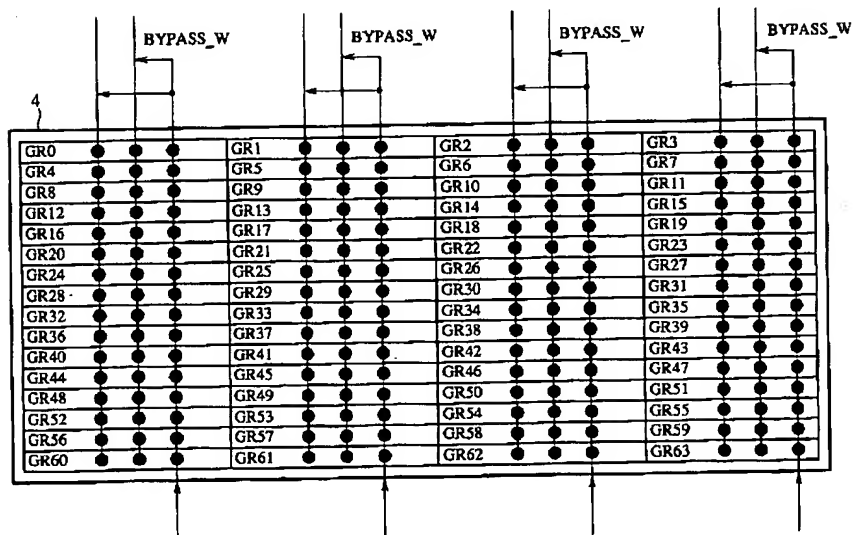 BYPASS_W BYPASS_W BYPASS_W BYPASS_W
4
GR0 GR1 GR2 GR3
GR4 GR5 GR6 GR7
GR8 GR9 GR10 GR11
GR12 GR13 GR14 GR15
GR16 GR17 GR18 GR19
GR20 GR21 GR22 GR23
GR24 GR25 GR26 GR27
GR28 GR29 GR30 GR31
GR32 GR33 GR34 GR35
GR36 GR37 GR38 GR39
GR40 GR41 GR42 GR43
GR44 GR45 GR46 GR47
GR48 GR49 GR50 GR51
GR52 GR53 GR54 GR55
GR56 GR57 GR58 GR59
GR60 GR61 GR62 GR63